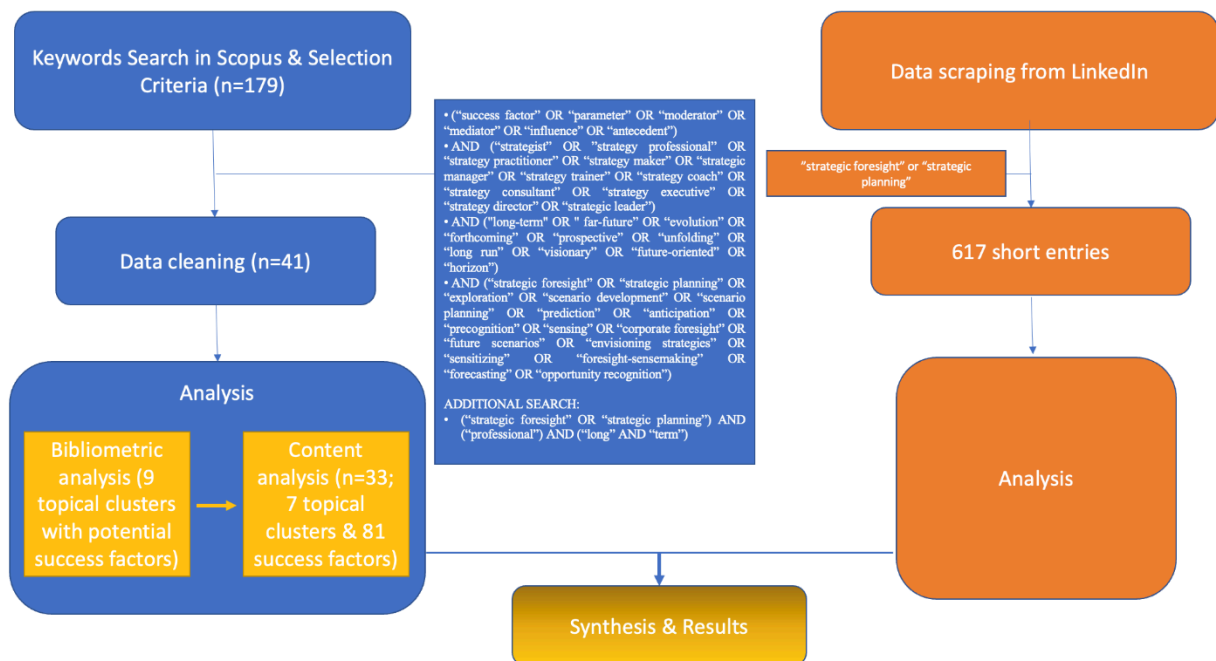 Keywords Search in Scopus & Selection
Criteria (n=179)
Data scraping from LinkedIn
• (“success factor” OR “parameter” OR “moderator” OR
“mediator” OR “influence” OR “antecedent”)
• AND (“strategist” OR “strategy professional” OR
“strategy practitioner” OR “strategy maker” OR “strategic
manager” OR “strategy trainer” OR “strategy coach” OR
“strategy consultant” OR “strategy executive” OR
“strategy director” OR “strategic leader”)
• AND ("long-term" OR " far-future" OR “evolution” OR
“forthcoming” OR “prospective” OR “unfolding” OR
“long run” OR “visionary” OR “future-oriented” OR
“horizon”)
• AND (“strategic foresight” OR “strategic planning” OR
“exploration” OR “scenario development” OR “scenario
planning” OR “prediction” OR “anticipation” OR
“precognition” OR “sensing” OR “corporate foresight” OR
“future scenarios” OR “envisioning strategies” OR
“sensitizing” OR “foresight-sensemaking” OR
“forecasting” OR “opportunity recognition”)
ADDITIONAL SEARCH:
• (“strategic foresight” OR “strategic planning”) AND
(“professional”) AND (“long” AND “term”)
“strategic foresight” or “strategic
planning”
Data cleaning (n=41)
617 short entries
Analysis
Bibliometric
analysis (9
topical clusters
with potential
success factors)
Content
analysis (n=33;
7 topical
clusters & 81
success factors)
Analysis
Synthesis & Results